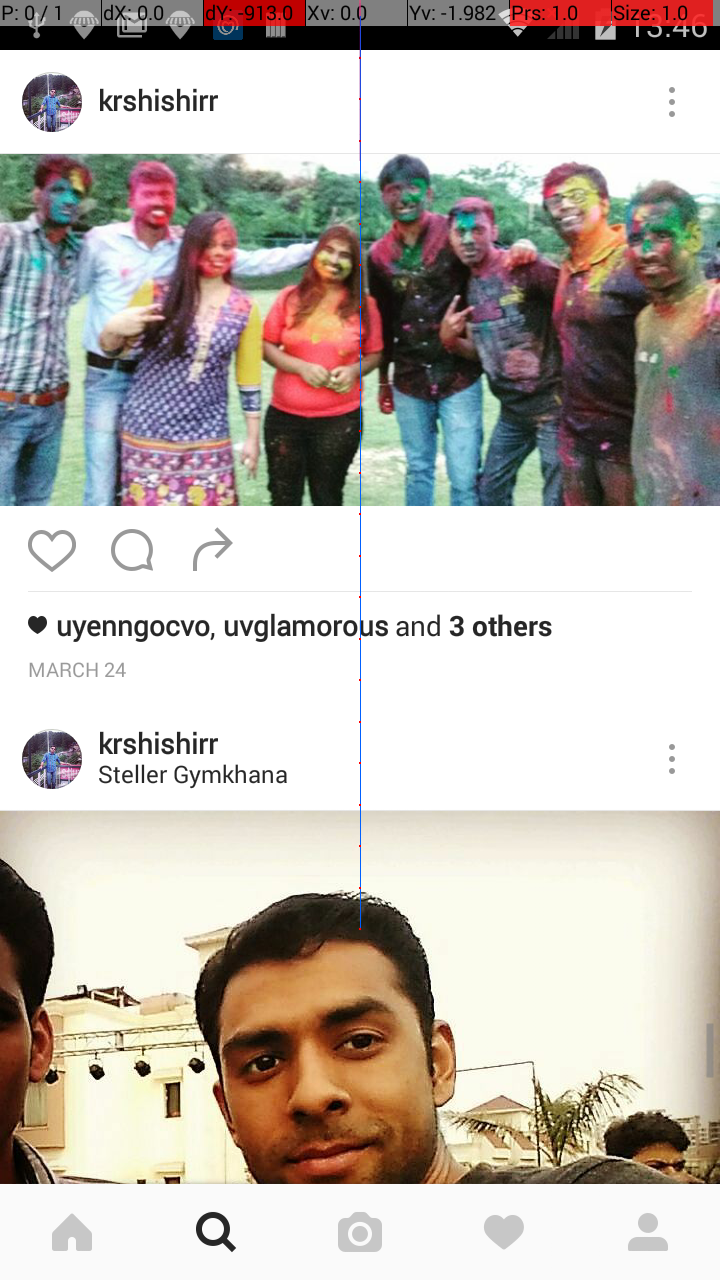 P: 0 / 1 dX: 0.0 dY: -913.0 Xv: 0.0 Yv: -1.982 Prs: 1.0 Size: 1.0
13:46
krshishirr
uyenngocvo, uvglamorous and 3 others
MARCH 24
krshishirr
Steller Gymkhana